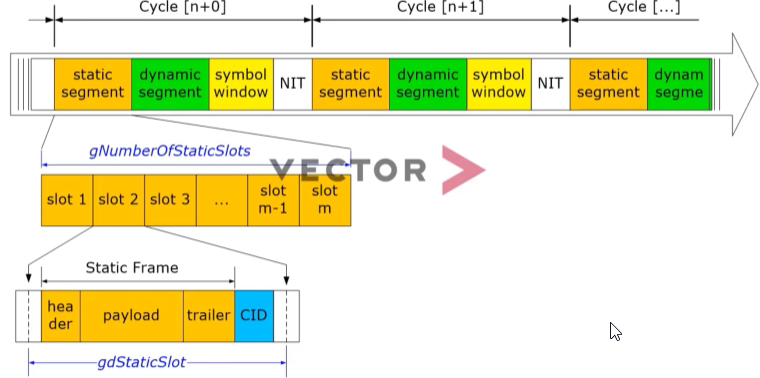 Cycle [n+0] Cycle [n+1] Cycle [...]
static segment dynamic segment symbol window NIT static segment dynamic segment symbol window NIT static segment dynam segme
gNumberOfStaticSlots
VECTOR
slot 1 slot 2 slot 3 ... slot m-1 slot m
Static Frame
hea der payload trailer CID
gdStaticSlot